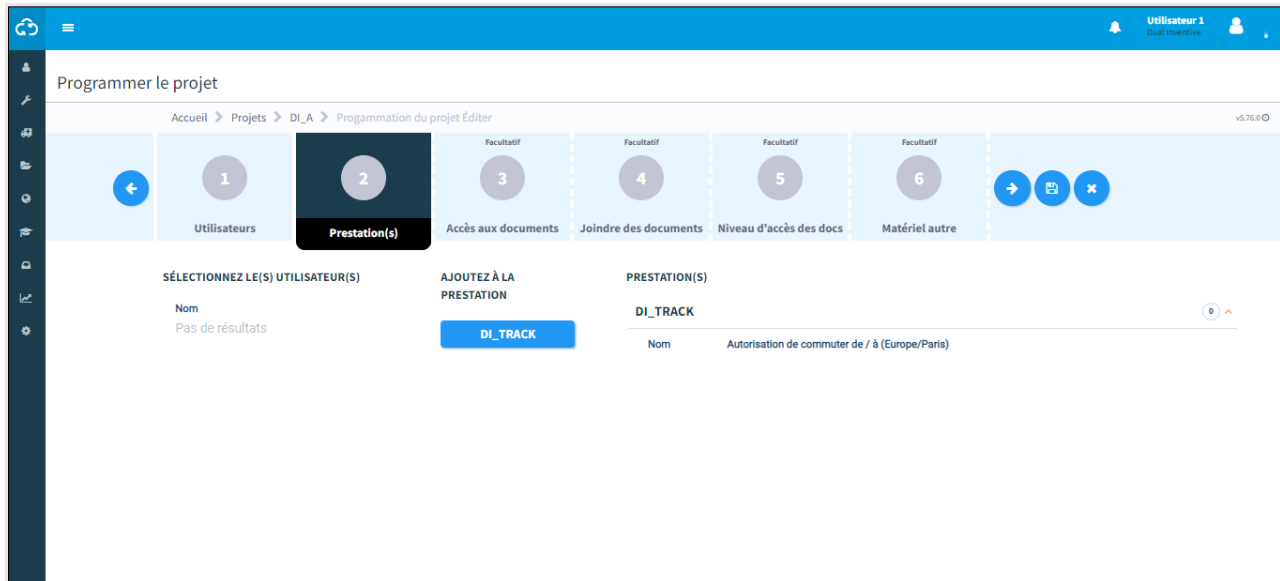 Utilisateur 1
Dual Inventive
Programmer le projet
Accueil Projets DI_A Progammation du projet Éditer
v5.76.0
1
Utilisateurs
2
Prestation(s)
Facultatif
3
Accès aux documents
Facultatif
4
Joindre des documents
Facultatif
5
Niveau d'accès des docs
Facultatif
6
Matériel autre
SÉLECTIONNEZ LE(S) UTILISATEUR(S)
Nom
Pas de résultats
AJOUTEZ À LA
PRESTATION
DI_TRACK
PRESTATION(S)
DI_TRACK 0
Nom Autorisation de commuter de / à (Europe/Paris)